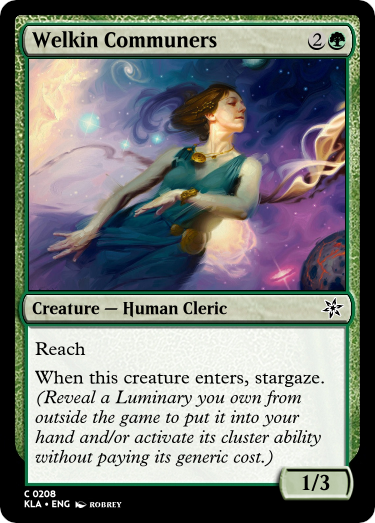 Welkin Communers 2
Creature — Human Cleric
Reach
When this creature enters, stargaze.
(Reveal a Luminary you own from
outside the game to put it into your
hand and/or activate its cluster ability
without paying its generic cost.)
1/3
C 0208
KLA • ENG ROBREY